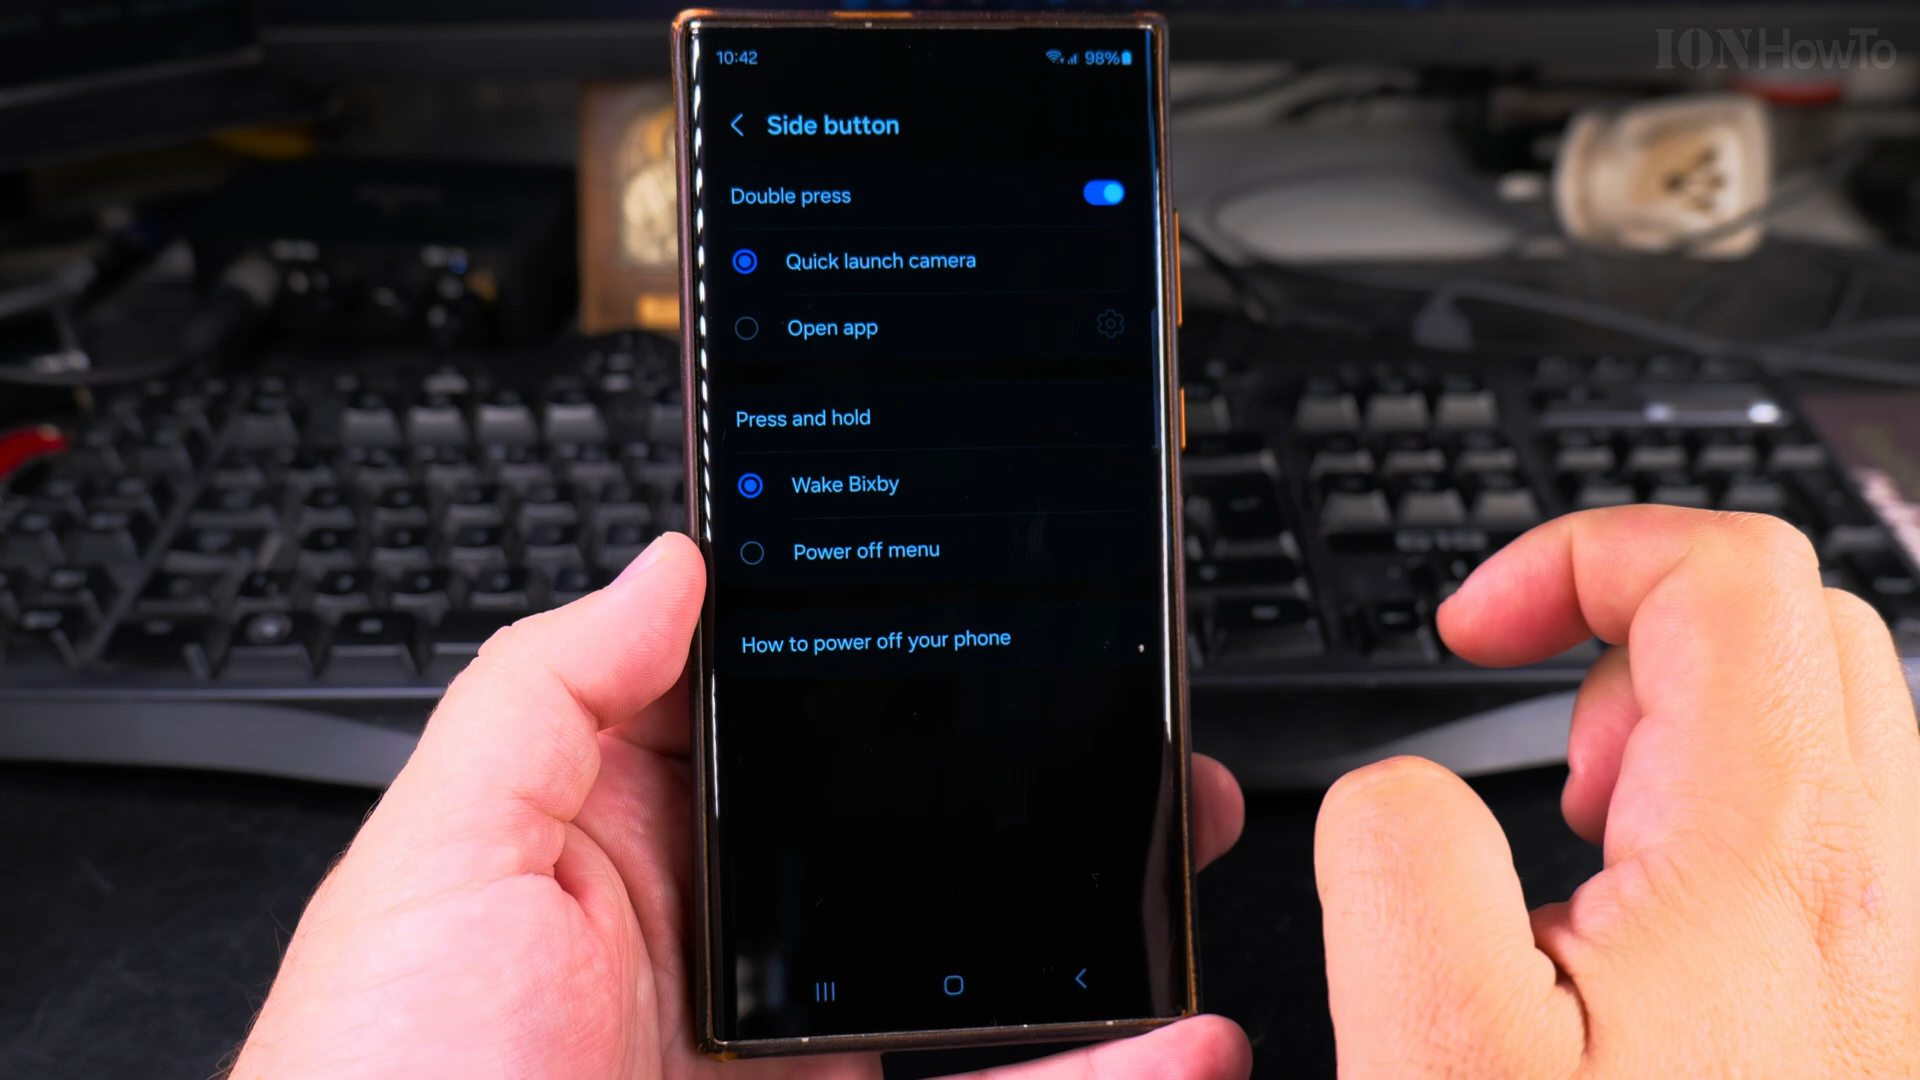 IONHowTo
10:42
98%
Side button
Double press
Quick launch camera
Open app
Press and hold
Wake Bixby
Power off menu
How to power off your phone